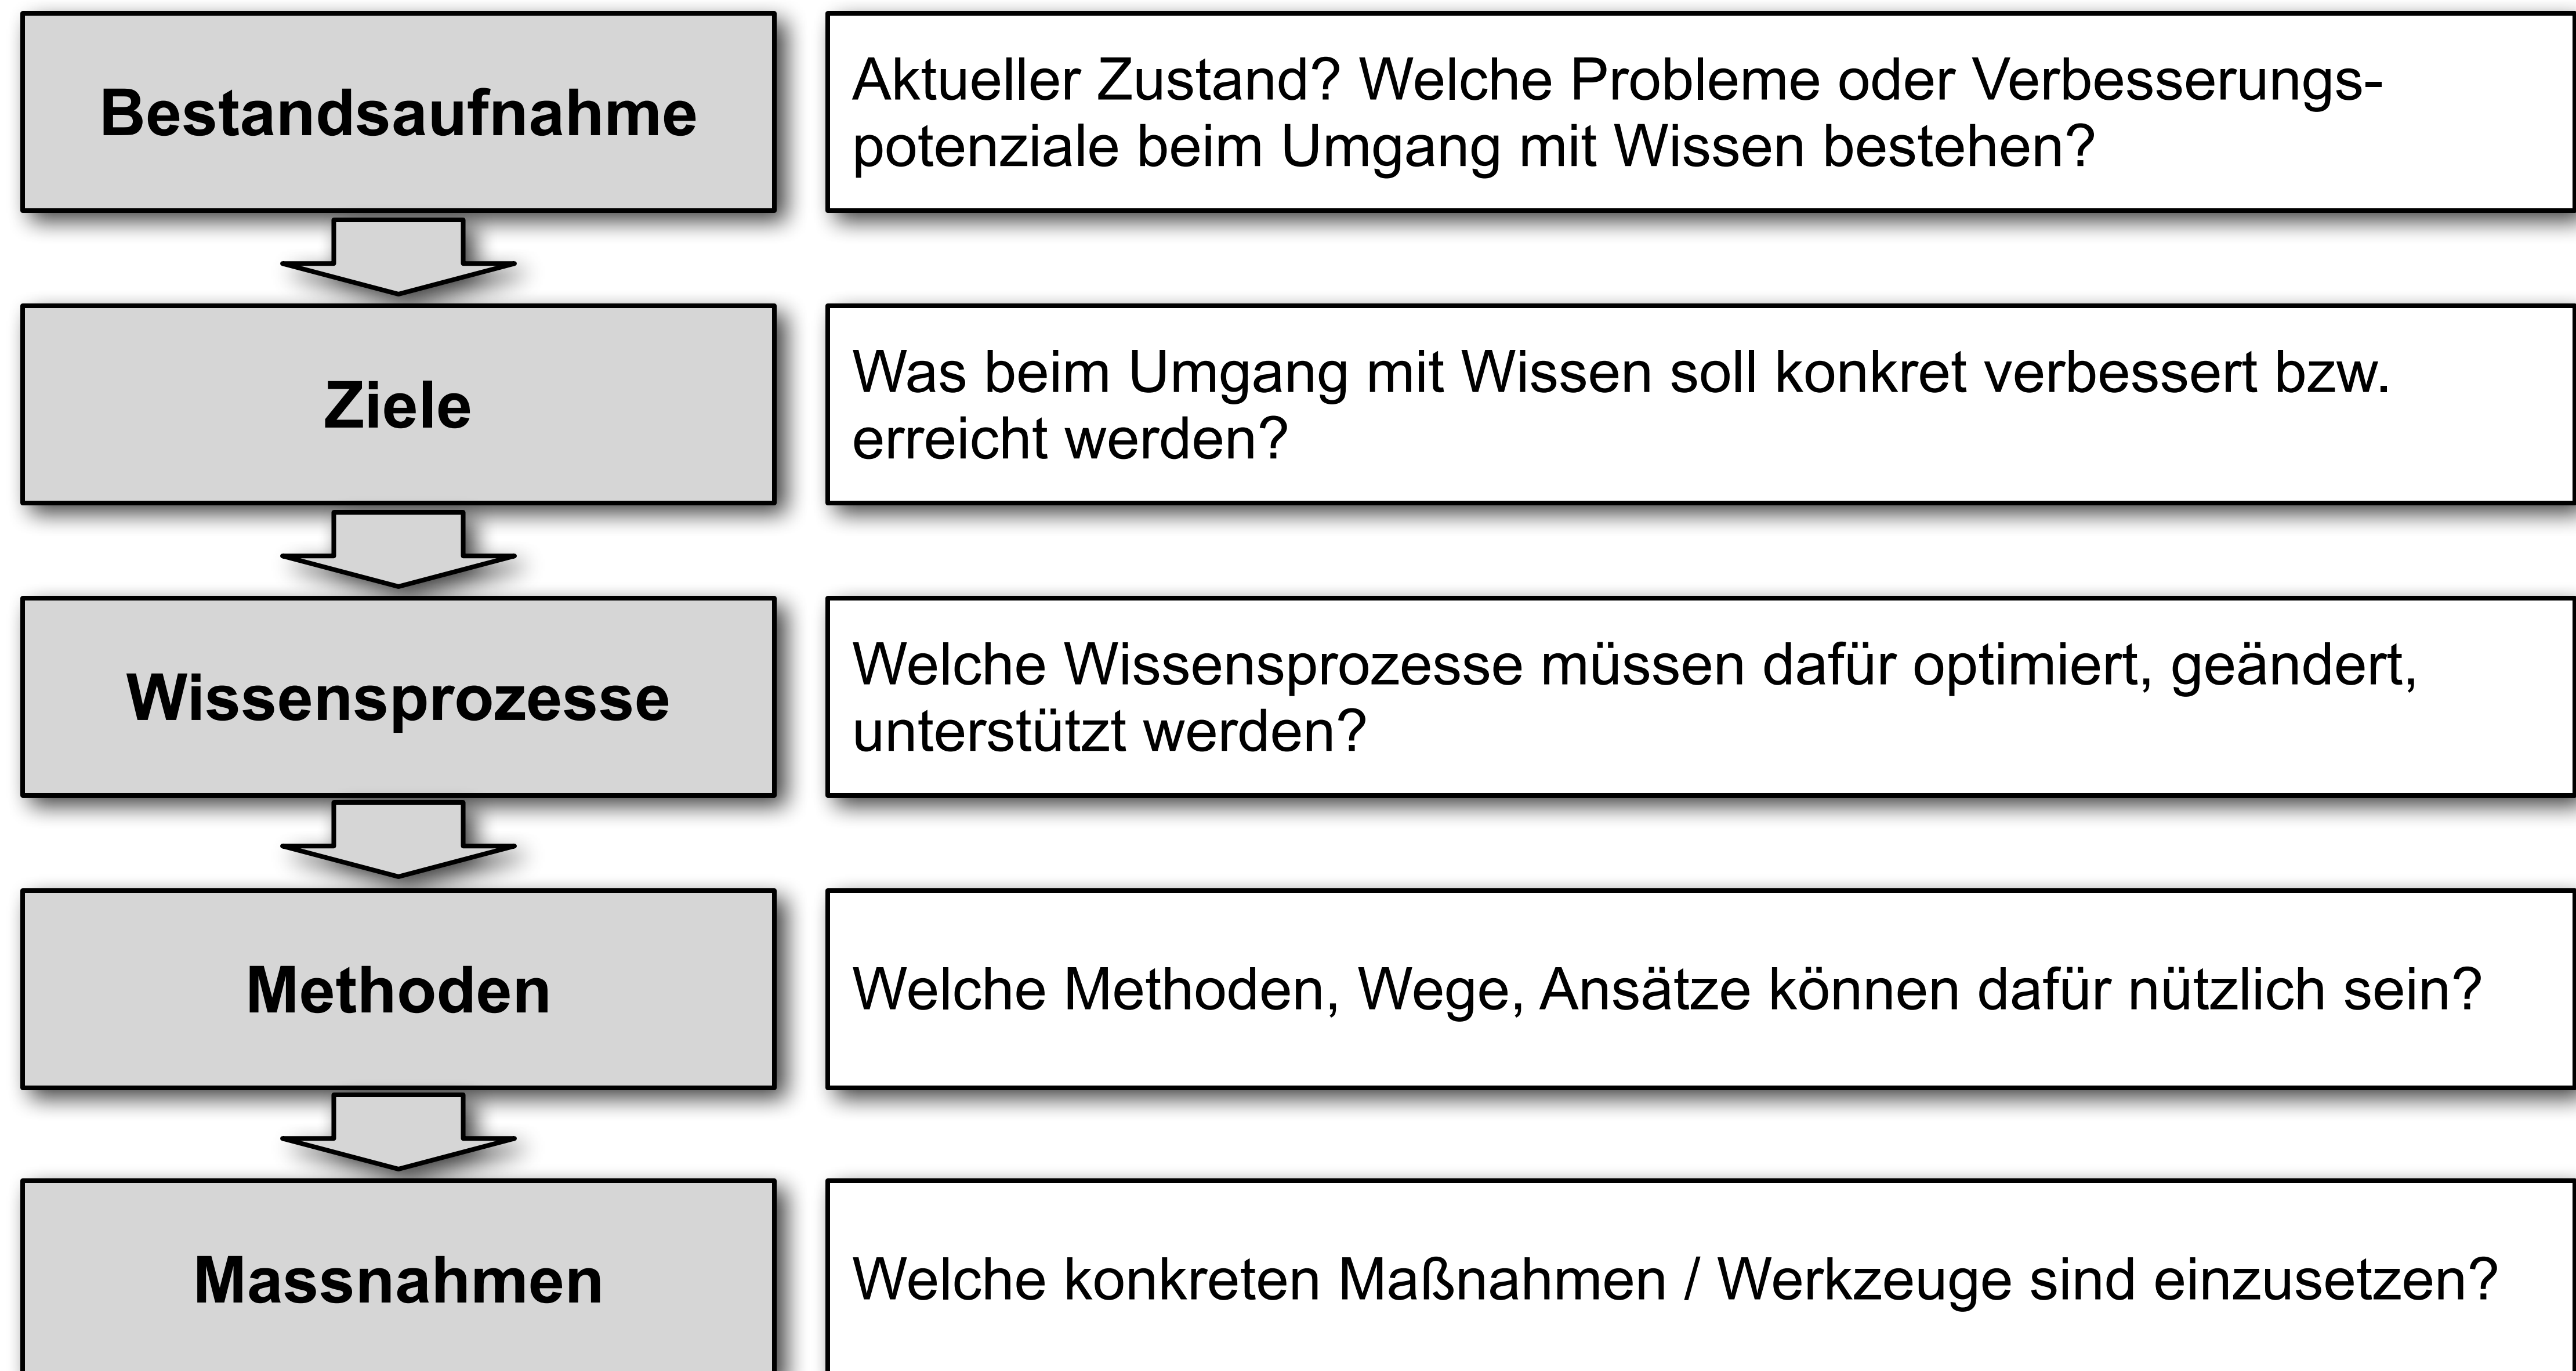 Bestandsaufnahme
Aktueller Zustand? Welche Probleme oder Verbesserungs-
potenziale beim Umgang mit Wissen bestehen?
Ziele
Was beim Umgang mit Wissen soll konkret verbessert bzw.
erreicht werden?
Wissensprozesse
Welche Wissensprozesse müssen dafür optimiert, geändert,
unterstützt werden?
Methoden
Welche Methoden, Wege, Ansätze können dafür nützlich sein?
Massnahmen
Welche konkreten Maßnahmen / Werkzeuge sind einzusetzen?